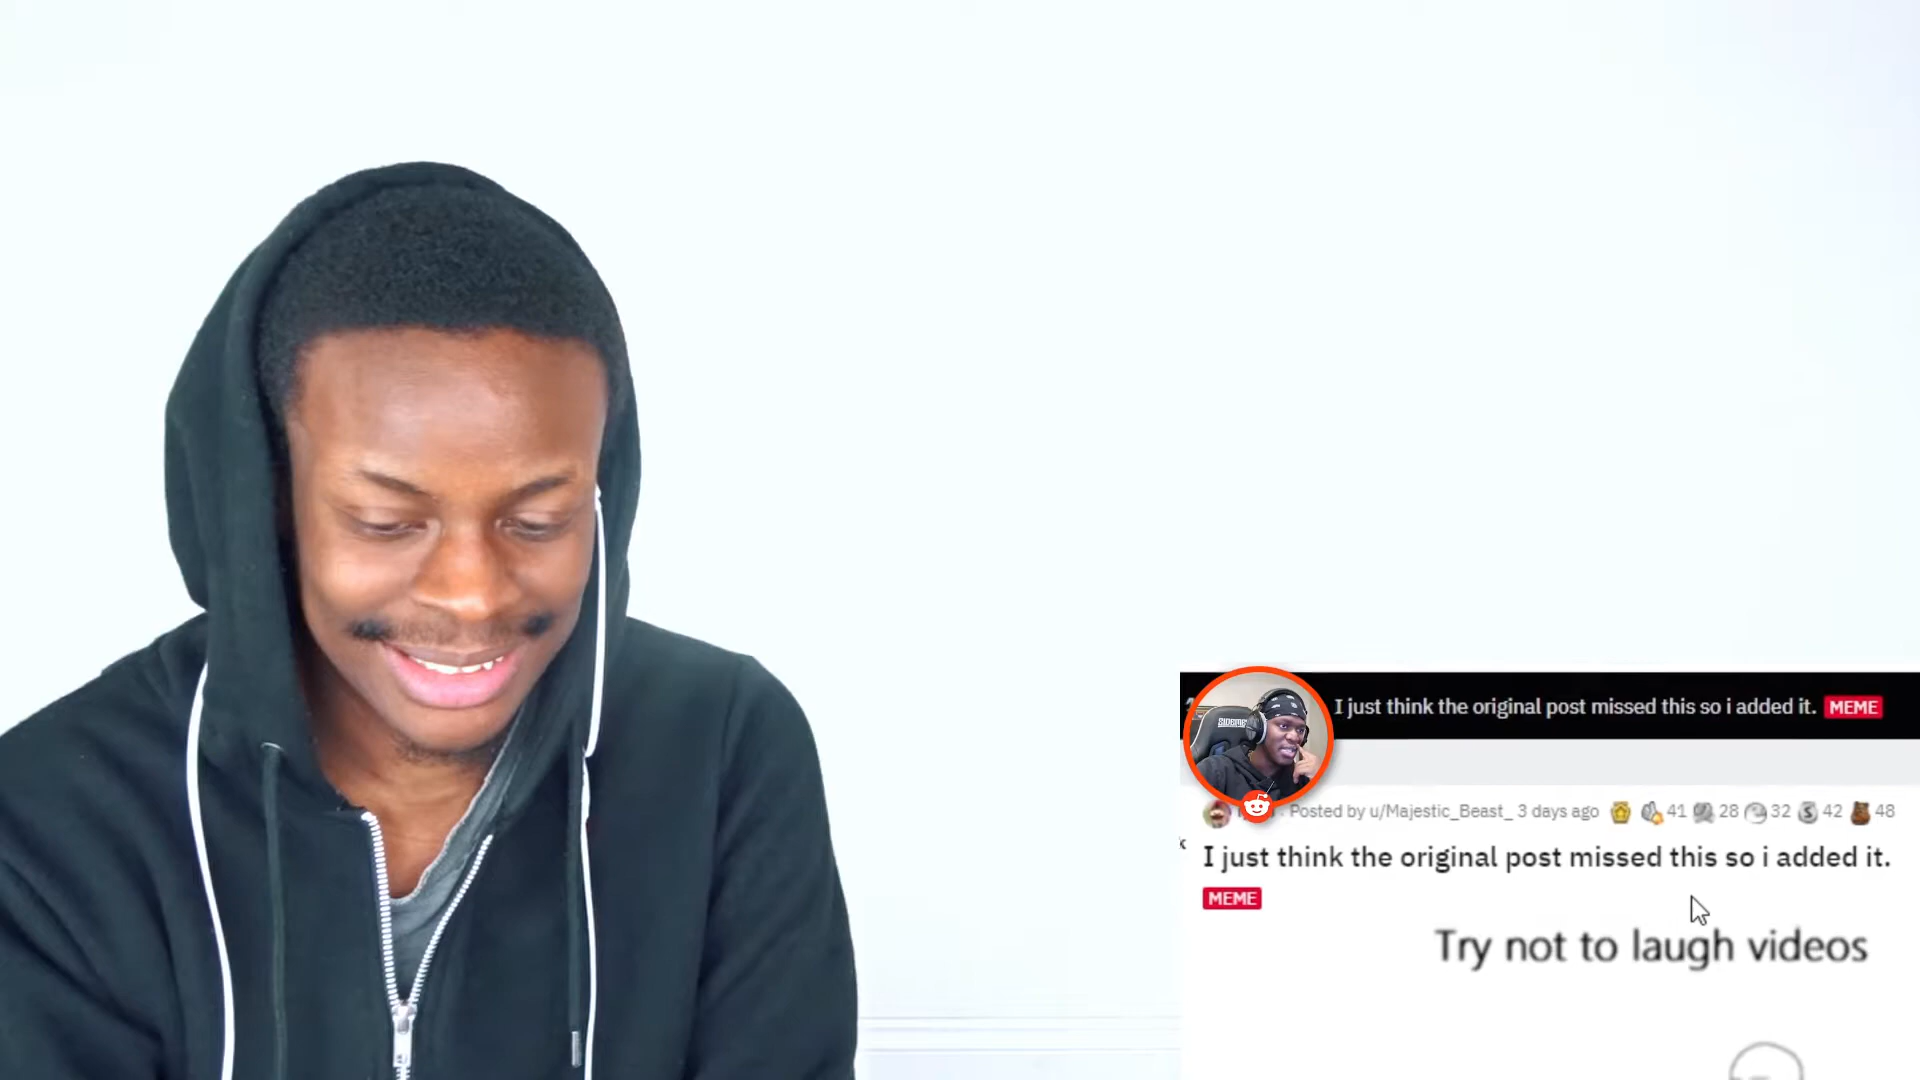 I just think the original post missed this so i added it. MEME
SIDEMEN
Posted by u/Majestic_Beast_ 3 days ago 41 28 32 42 48
I just think the original post missed this so i added it.
MEME
Try not to laugh videos